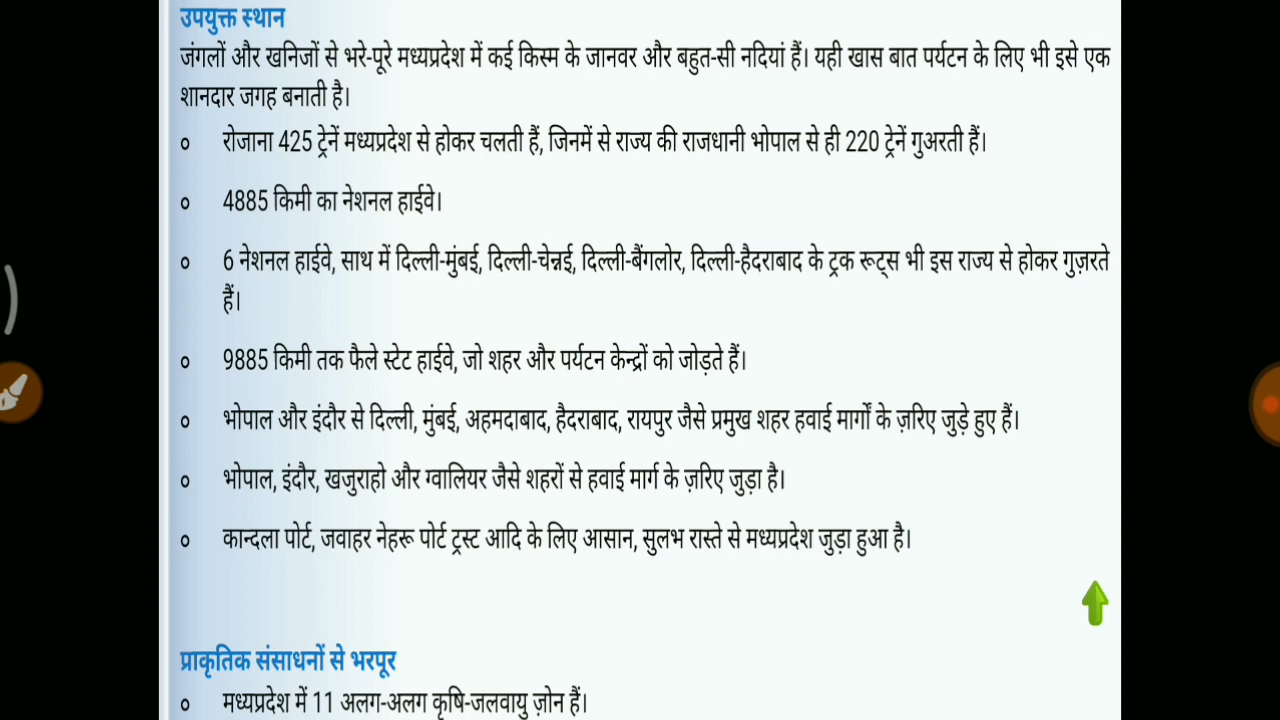 उपयुक्त स्थान
जंगलों और खनिजों से भरे-पूरे मध्यप्रदेश में कई किस्म के जानवर और बहुत-सी नदियां हैं। यही खास बात पर्यटन के लिए भी इसे एक
शानदार जगह बनाती है।
रोजाना 425 ट्रेनें मध्यप्रदेश से होकर चलती हैं, जिनमें से राज्य की राजधानी भोपाल से ही 220 ट्रेनें गुअरती हैं।
4885 किमी का नेशनल हाईवे।
6 नेशनल हाईवे, साथ में दिल्ली-मुंबई, दिल्ली-चेन्नई, दिल्ली-बैंगलोर, दिल्ली-हैदराबाद के ट्रक रूट्स भी इस राज्य से होकर गुज़रते
हैं।
9885 किमी तक फैले स्टेट हाईवे, जो शहर और पर्यटन केन्द्रों को जोड़ते हैं।
भोपाल और इंदौर से दिल्ली, मुंबई, अहमदाबाद, हैदराबाद, रायपुर जैसे प्रमुख शहर हवाई मार्गों के ज़रिए जुड़े हुए हैं।
भोपाल, इंदौर, खजुराहो और ग्वालियर जैसे शहरों से हवाई मार्ग के ज़रिए जुड़ा है।
कान्दला पोर्ट, जवाहर नेहरू पोर्ट ट्रस्ट आदि के लिए आसान, सुलभ रास्ते से मध्यप्रदेश जुड़ा हुआ है।
प्राकृतिक संसाधनों से भरपूर
मध्यप्रदेश में 11 अलग-अलग कृषि-जलवायु ज़ोन हैं।